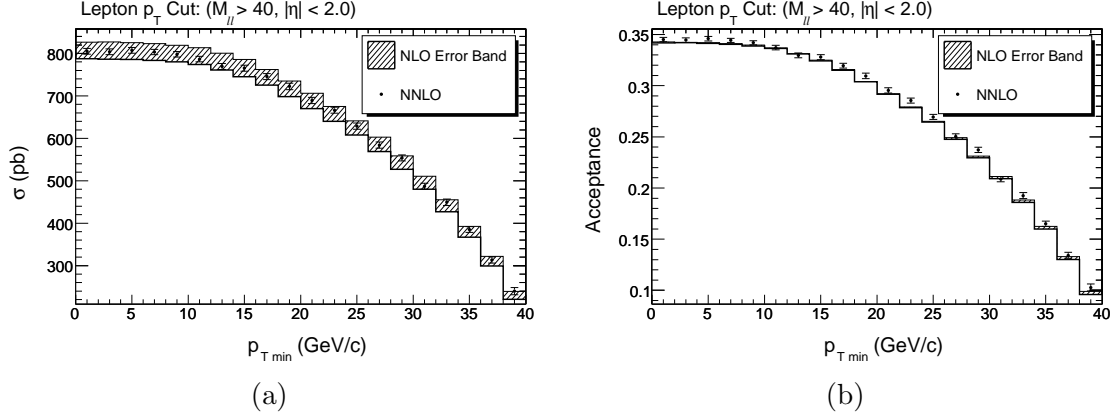 Lepton p_T Cut: (M_ll > 40, |η| < 2.0)
NLO Error Band
NNLO
σ (pb)
800
700
600
500
400
300
0 5 10 15 20 25 30 35 40
p_T min (GeV/c)
(a)
Lepton p_T Cut: (M_ll > 40, |η| < 2.0)
NLO Error Band
NNLO
Acceptance
0.35
0.3
0.25
0.2
0.15
0.1
0 5 10 15 20 25 30 35 40
p_T min (GeV/c)
(b)